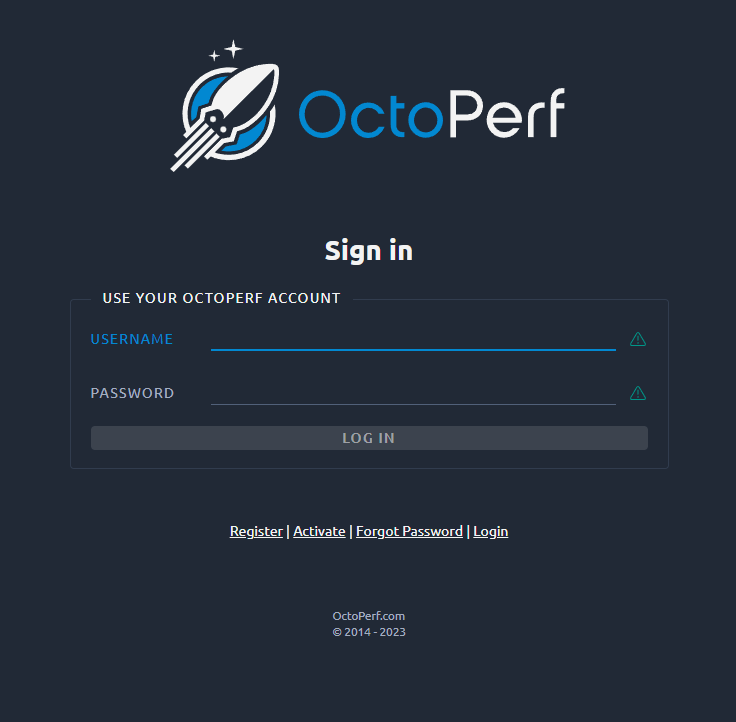 OctoPerf
Sign in
USE YOUR OCTOPERF ACCOUNT
USERNAME
PASSWORD
LOG IN
Register | Activate | Forgot Password | Login
OctoPerf.com
© 2014 - 2023